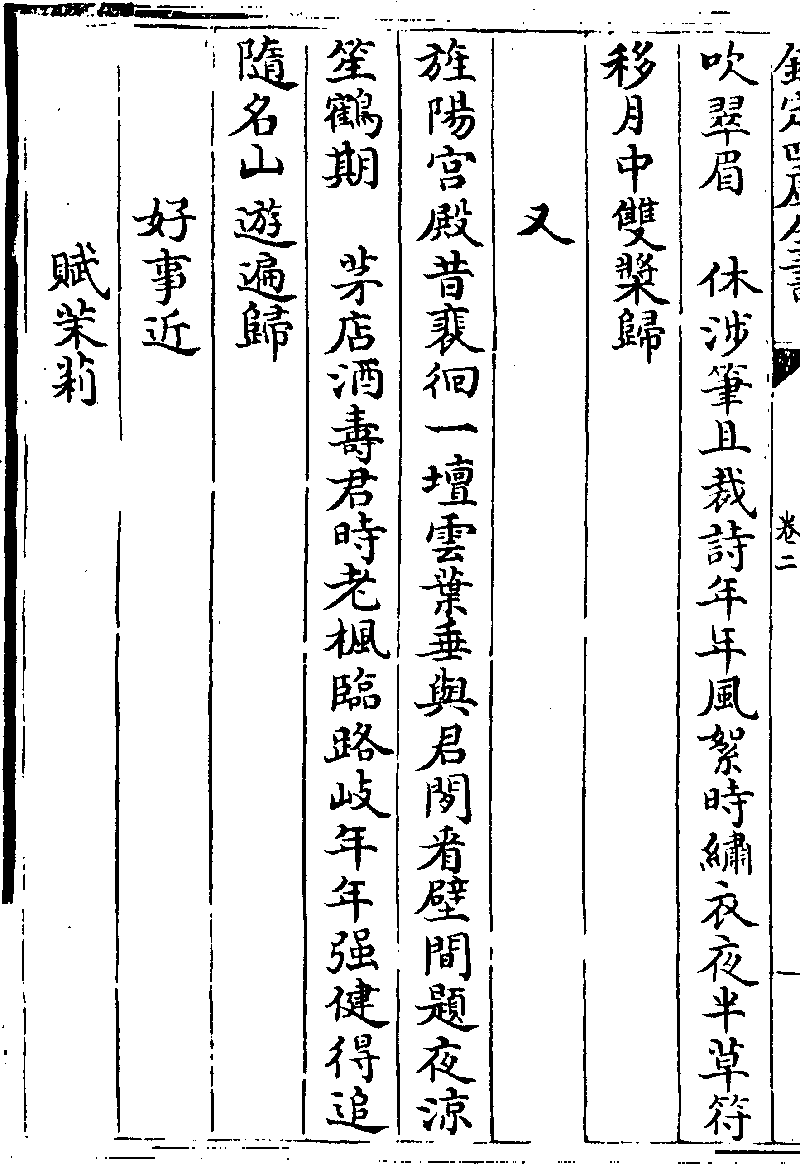 欽定四庫全書
卷二
吹翠眉　休涉筆且裁詩年年風絮時繡衣夜半草符
移月中雙槳歸
又
旌陽宮殿昔裵徊一壇雲葉垂與君閒看壁間題夜涼
笙鶴期　茅店酒壽君時老楓臨路岐年年强健得追
隨名山遊遍歸
好事近
賦茉莉